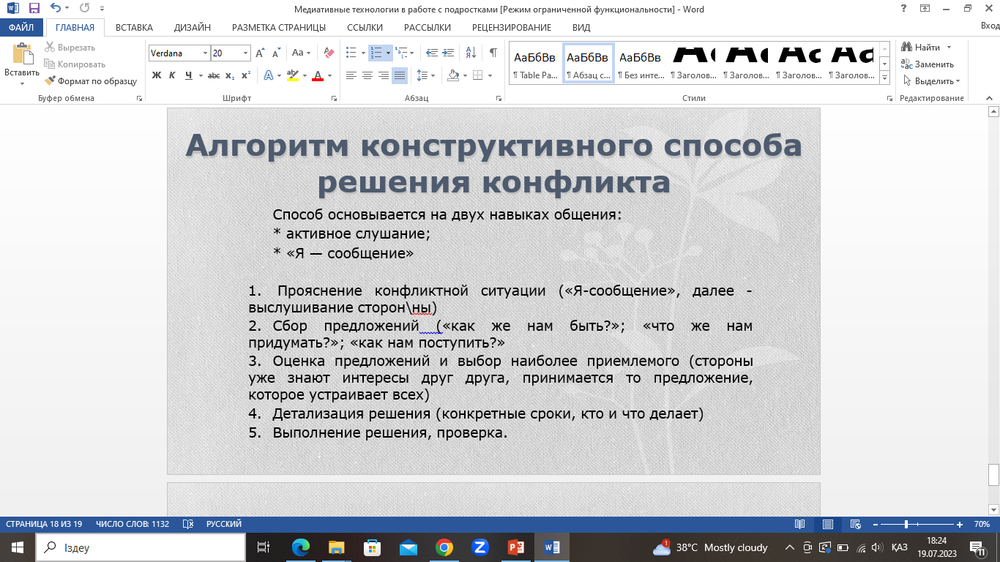 Медиативные технологии в работе с подростками [Режим ограниченной функциональности] - Word
ФАЙЛ ГЛАВНАЯ ВСТАВКА ДИЗАЙН РАЗМЕТКА СТРАНИЦЫ ССЫЛКИ РАССЫЛКИ РЕЦЕНЗИРОВАНИЕ ВИД Вход
Вставить
Вырезать
Копировать
Формат по образцу
Буфер обмена
Verdana 20
Ж К Ч abc x₂ x²
Шрифт
Абзац
АаБбВв АаБбВв АаБбВв
¶ Table Pa... ¶ Абзац с... ¶ Без инте... ¶ Заголов... ¶ Заголов... ¶ Заголов... ¶ Заголов...
Стили
Найти
Заменить
Выделить
Редактирование
Алгоритм конструктивного способа
решения конфликта
Способ основывается на двух навыках общения:
* активное слушание;
* «Я — сообщение»
1. Прояснение конфликтной ситуации («Я-сообщение», далее -
выслушивание сторон\ны)
2. Сбор предложений («как же нам быть?»; «что же нам
придумать?»; «как нам поступить?»
3. Оценка предложений и выбор наиболее приемлемого (стороны
уже знают интересы друг друга, принимается то предложение,
которое устраивает всех)
4. Детализация решения (конкретные сроки, кто и что делает)
5. Выполнение решения, проверка.
СТРАНИЦА 18 ИЗ 19 ЧИСЛО СЛОВ: 1132 РУССКИЙ 70%
Іздеу
38°C Mostly cloudy
ҚАЗ
18:24
19.07.2023
11